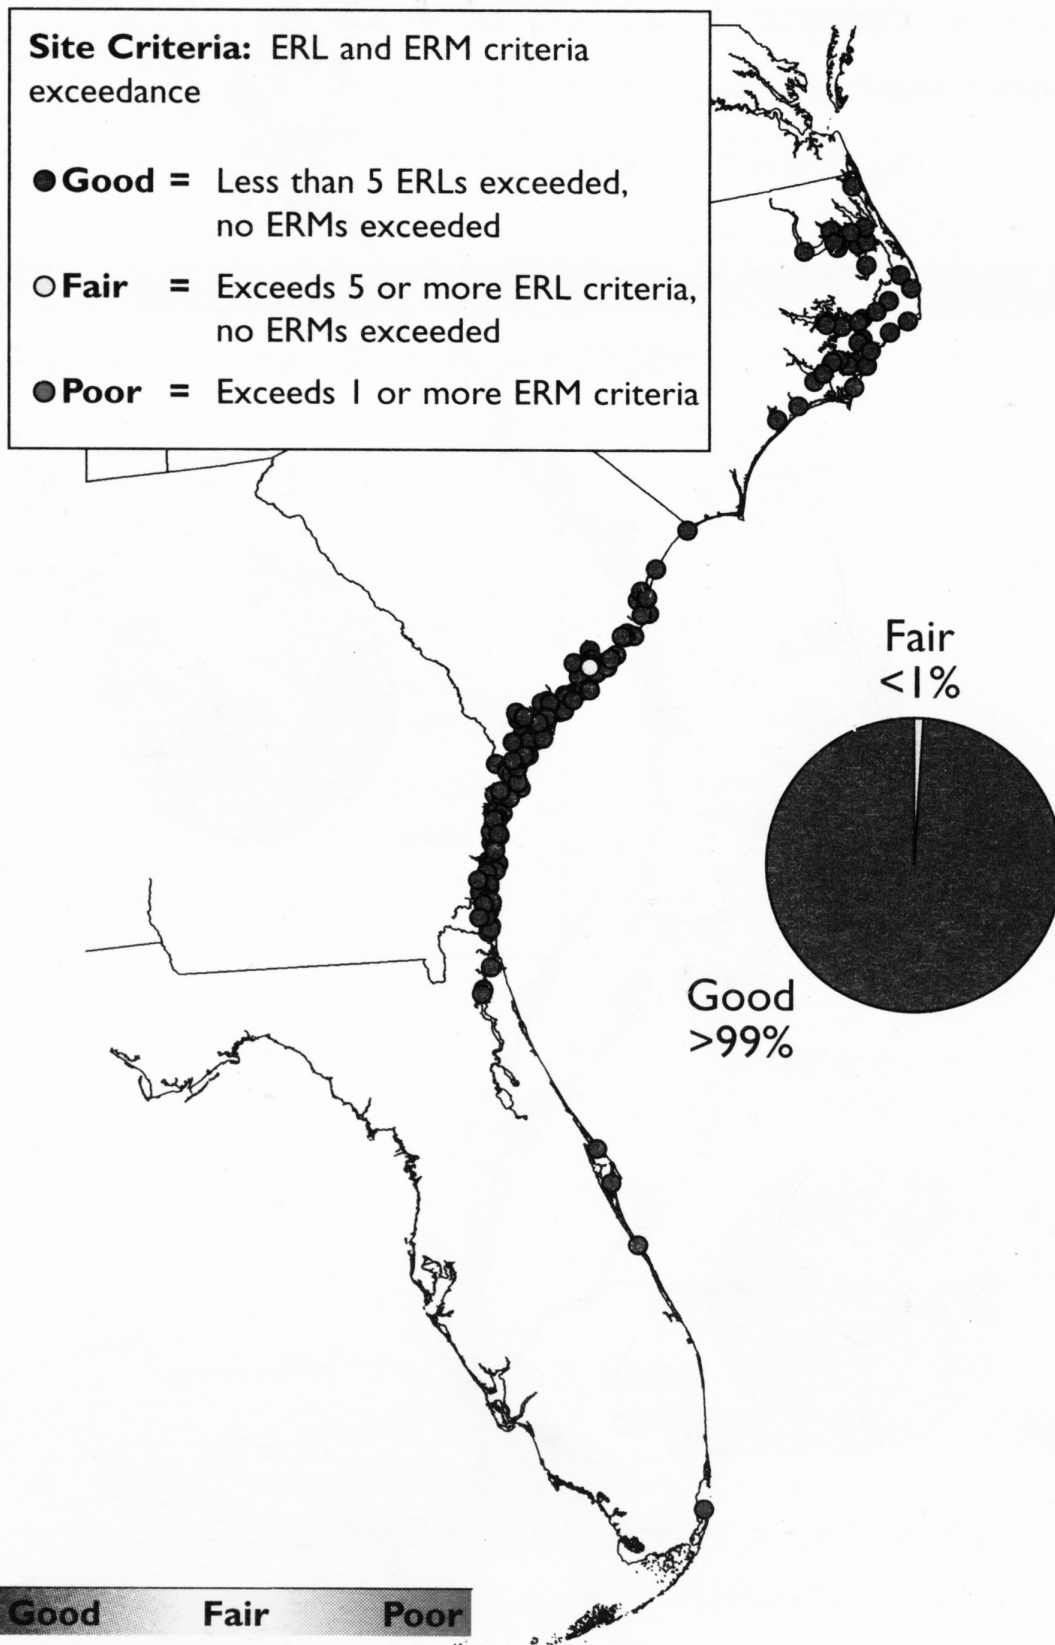 Site Criteria: ERL and ERM criteria
exceedance
Good = Less than 5 ERLs exceeded,
no ERMs exceeded
Fair = Exceeds 5 or more ERL criteria,
no ERMs exceeded
Poor = Exceeds 1 or more ERM criteria
Fair
<1%
Good
>99%
Good Fair Poor